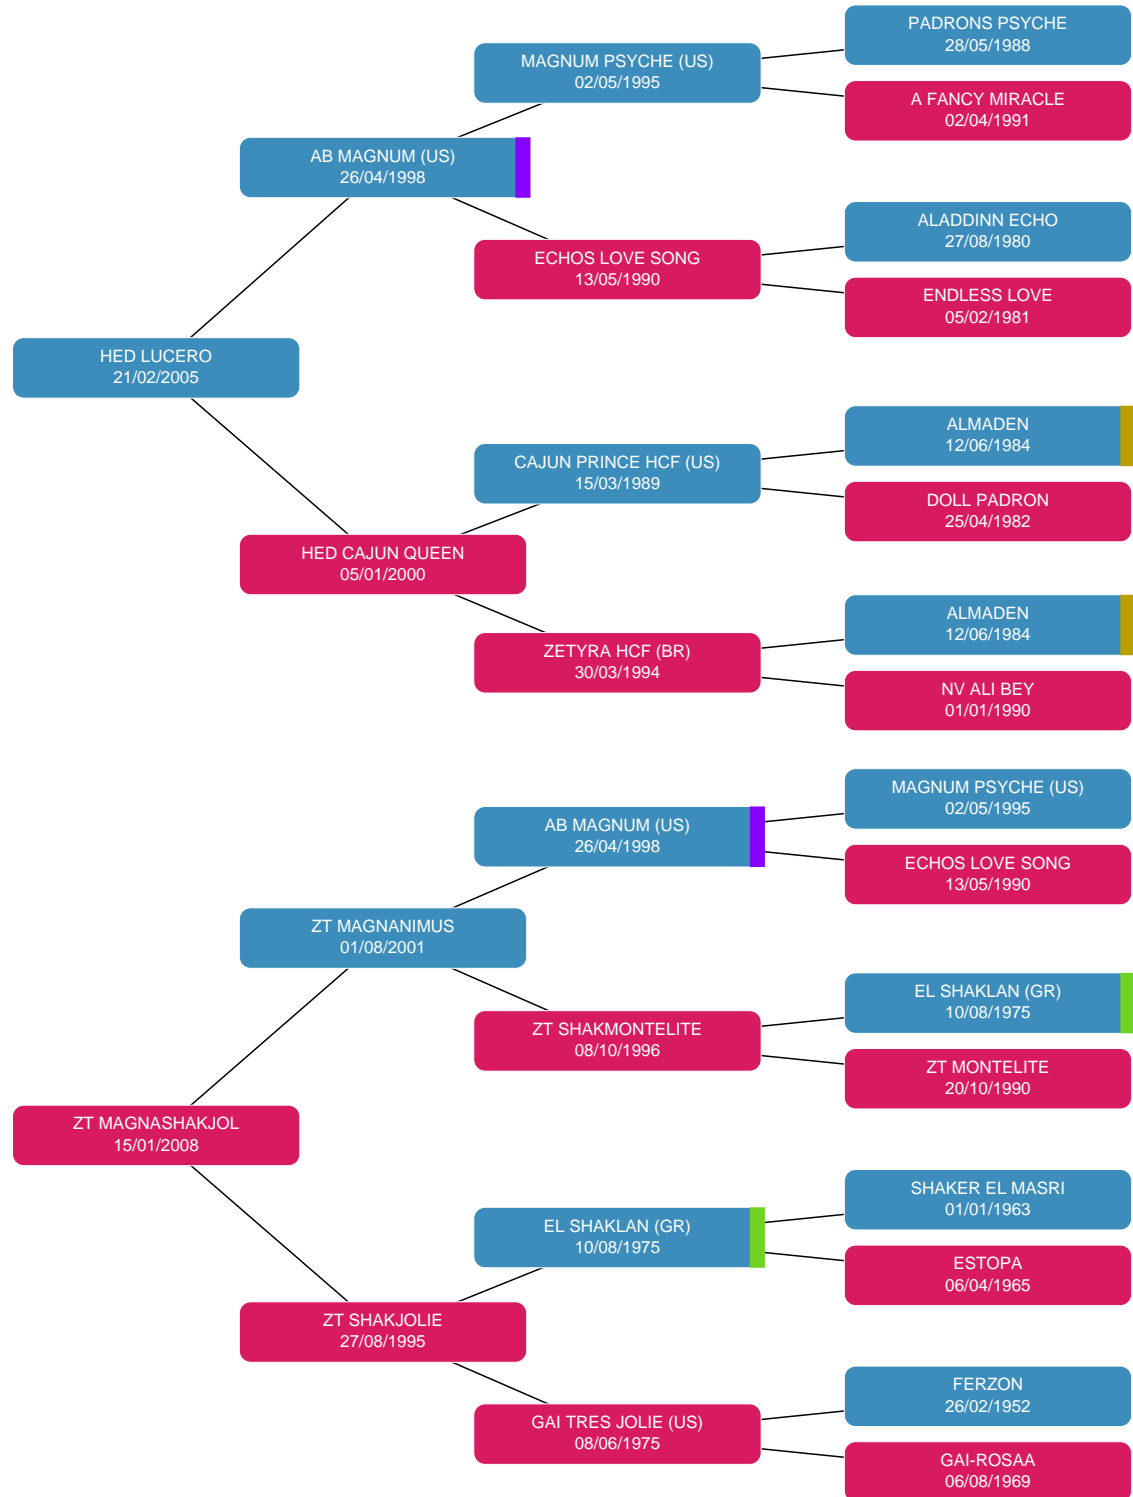 PADRONS PSYCHE
28/05/1988
MAGNUM PSYCHE (US)
02/05/1995
A FANCY MIRACLE
02/04/1991
AB MAGNUM (US)
26/04/1998
ALADDINN ECHO
27/08/1980
ECHOS LOVE SONG
13/05/1990
ENDLESS LOVE
05/02/1981
HED LUCERO
21/02/2005
ALMADEN
12/06/1984
CAJUN PRINCE HCF (US)
15/03/1989
DOLL PADRON
25/04/1982
HED CAJUN QUEEN
05/01/2000
ALMADEN
12/06/1984
ZETYRA HCF (BR)
30/03/1994
NV ALI BEY
01/01/1990
MAGNUM PSYCHE (US)
02/05/1995
AB MAGNUM (US)
26/04/1998
ECHOS LOVE SONG
13/05/1990
ZT MAGNANIMUS
01/08/2001
EL SHAKLAN (GR)
10/08/1975
ZT SHAKMONTELITE
08/10/1996
ZT MONTELITE
20/10/1990
ZT MAGNASHAKJOL
15/01/2008
SHAKER EL MASRI
01/01/1963
EL SHAKLAN (GR)
10/08/1975
ESTOPA
06/04/1965
ZT SHAKJOLIE
27/08/1995
FERZON
26/02/1952
GAI TRES JOLIE (US)
08/06/1975
GAI-ROSAA
06/08/1969